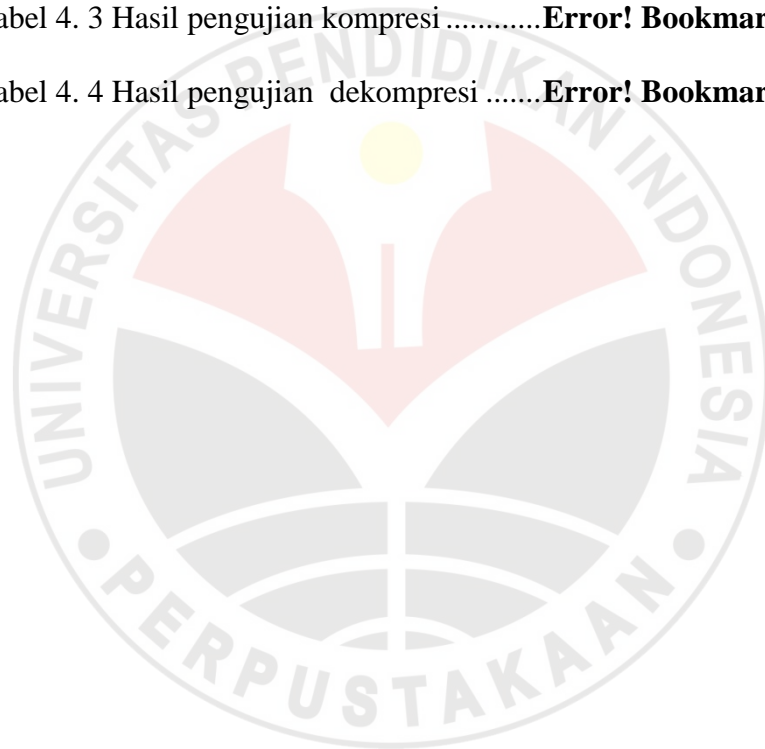 abel 4. 3 Hasil pengujian kompresi ............Error! Bookmar
abel 4. 4 Hasil pengujian dekompresi .......Error! Bookmar
UNIVERSITAS PENDIDIKAN INDONESIA
PERPUSTAKAAN